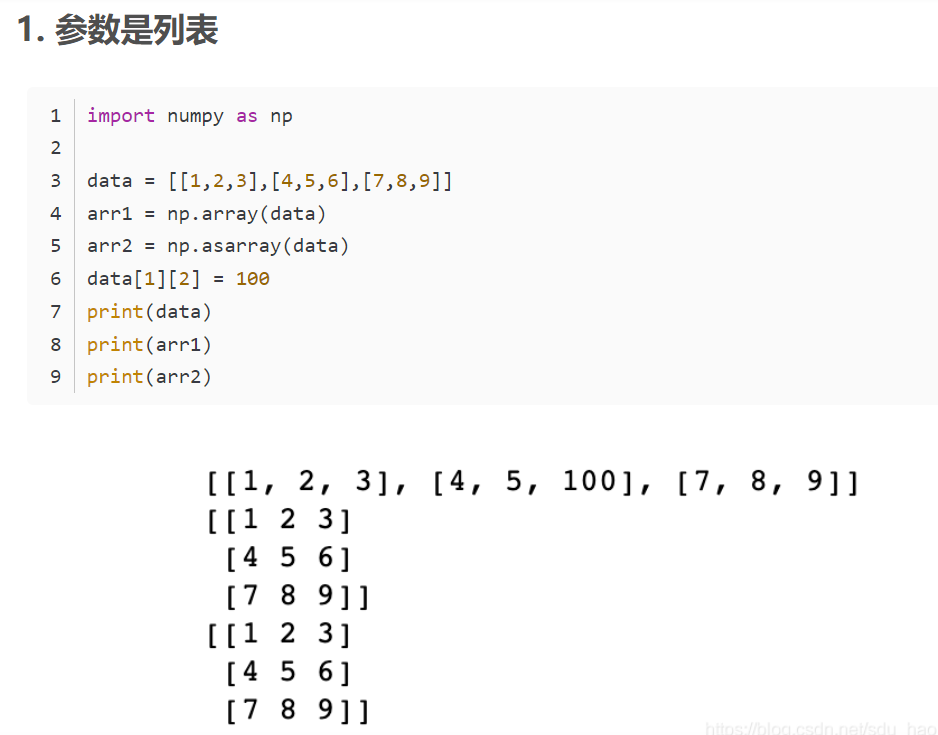 1. 参数是列表
1 import numpy as np
2
3 data = [[1,2,3],[4,5,6],[7,8,9]]
4 arr1 = np.array(data)
5 arr2 = np.asarray(data)
6 data[1][2] = 100
7 print(data)
8 print(arr1)
9 print(arr2)
[[1, 2, 3], [4, 5, 100], [7, 8, 9]]
[[1 2 3]
[4 5 6]
[7 8 9]]
[[1 2 3]
[4 5 6]
[7 8 9]]
https://blog.csdn.net/sdu_hao